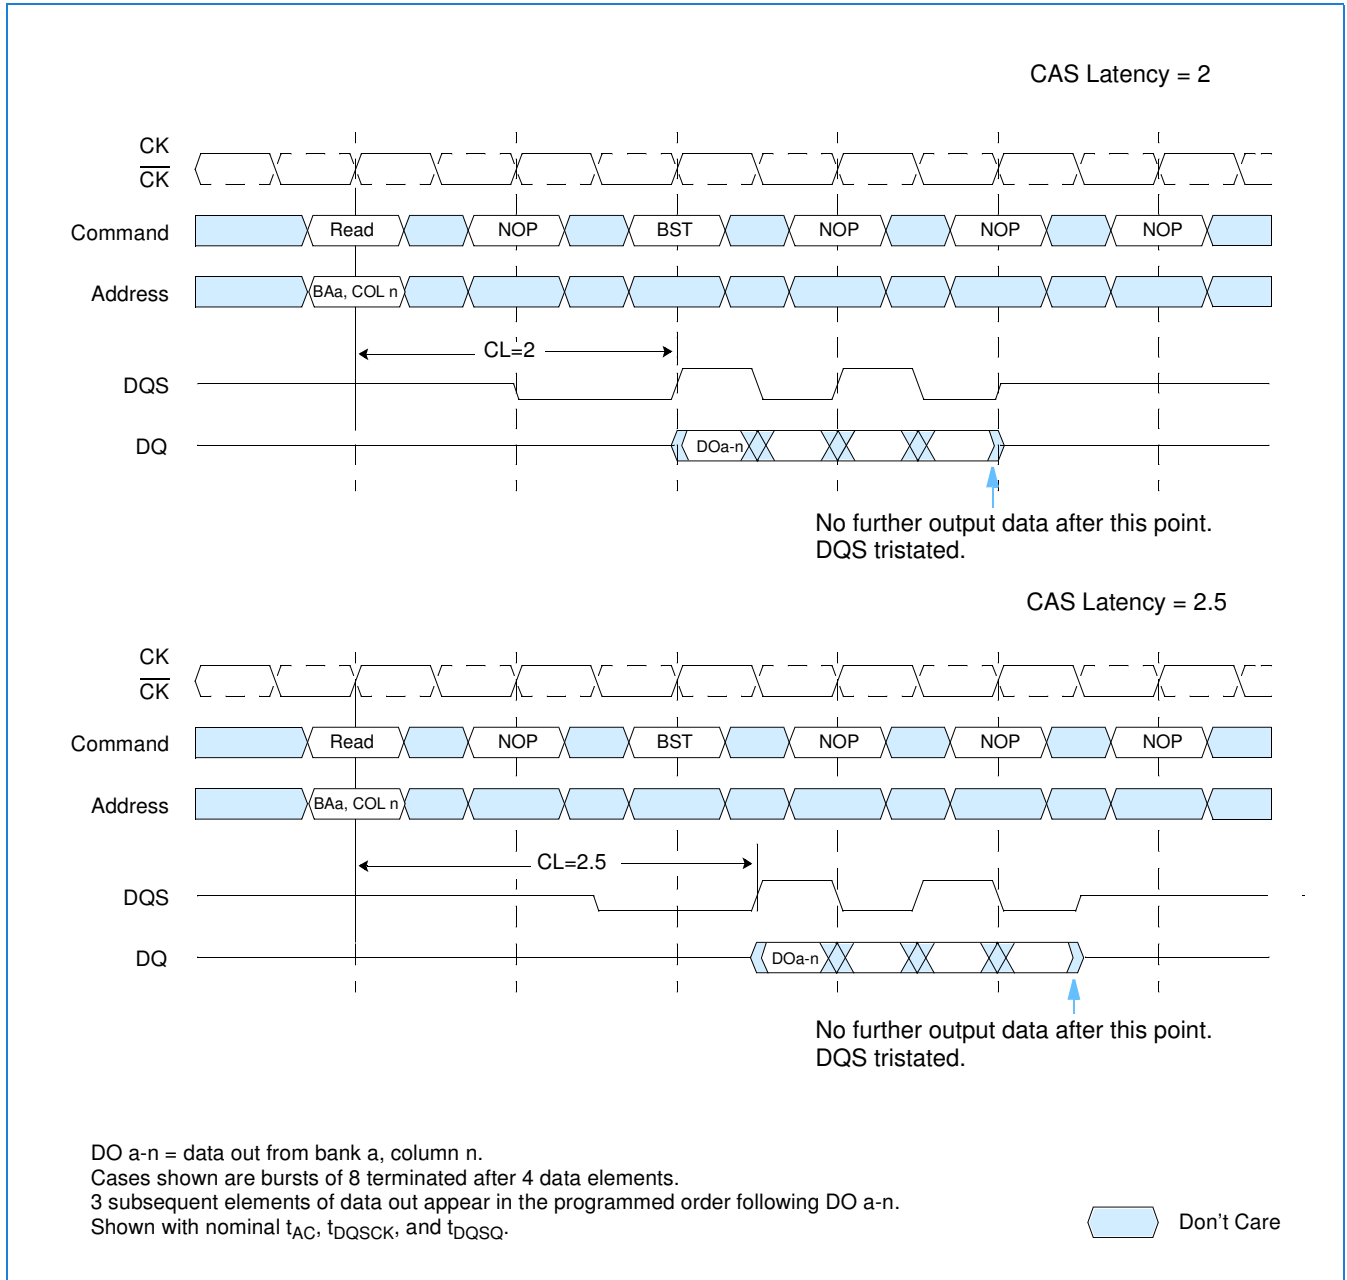 CAS Latency = 2
CK
CK
Command Read NOP BST NOP NOP NOP
Address BAa, COL n
CL=2
DQS
DQ DOa-n
No further output data after this point.
DQS tristated.
CAS Latency = 2.5
CK
CK
Command Read NOP BST NOP NOP NOP
Address BAa, COL n
CL=2.5
DQS
DQ DOa-n
No further output data after this point.
DQS tristated.
DO a-n = data out from bank a, column n.
Cases shown are bursts of 8 terminated after 4 data elements.
3 subsequent elements of data out appear in the programmed order following DO a-n.
Shown with nominal tAC, tDQSCK, and tDQSQ.
Don't Care